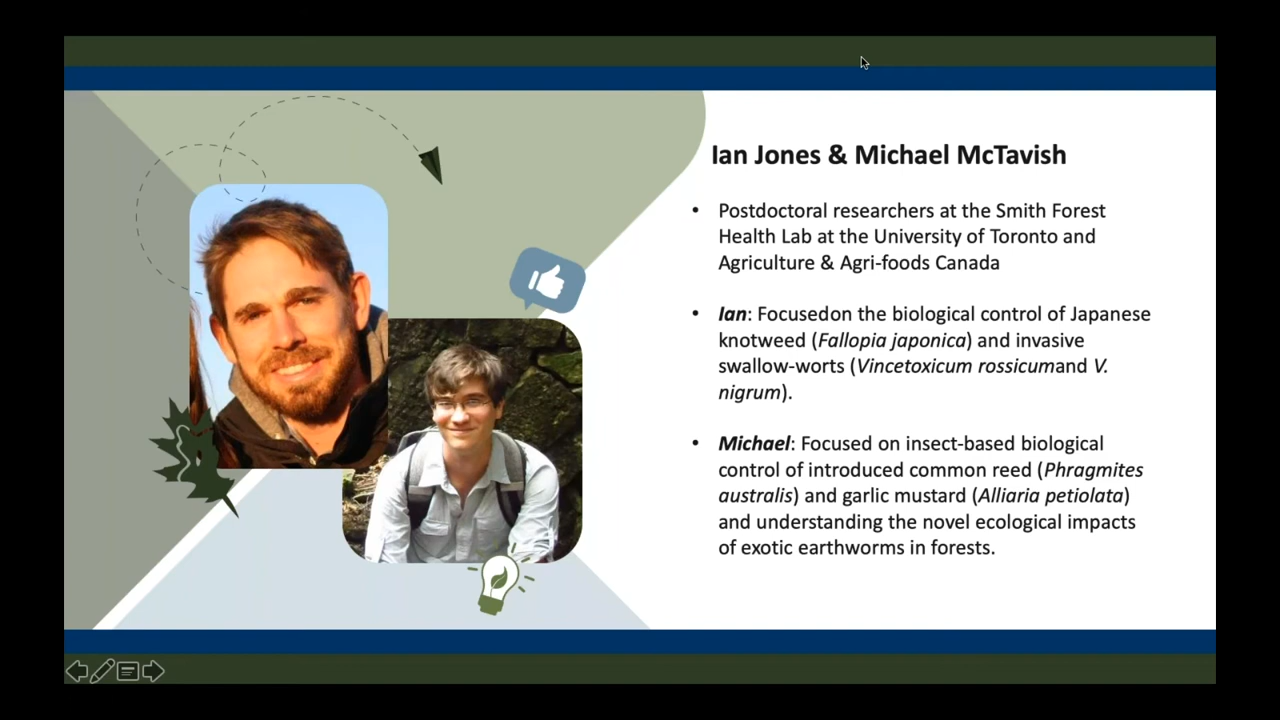 Ian Jones & Michael McTavish
• Postdoctoral researchers at the Smith Forest
Health Lab at the University of Toronto and
Agriculture & Agri-foods Canada
• Ian: Focusedon the biological control of Japanese
knotweed (Fallopia japonica) and invasive
swallow-worts (Vincetoxicum rossicumand V.
nigrum).
• Michael: Focused on insect-based biological
control of introduced common reed (Phragmites
australis) and garlic mustard (Alliaria petiolata)
and understanding the novel ecological impacts
of exotic earthworms in forests.